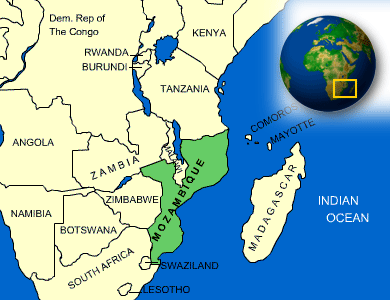 Dem. Rep of
The Congo
KENYA
RWANDA
BURUNDI
TANZANIA
COMOROS
MAYOTTE
ANGOLA
ZAMBIA
MALAWI
MOZAMBIQUE
MADAGASCAR
ZIMBABWE
NAMIBIA
BOTSWANA
INDIAN
OCEAN
SOUTH AFRICA
SWAZILAND
LESOTHO